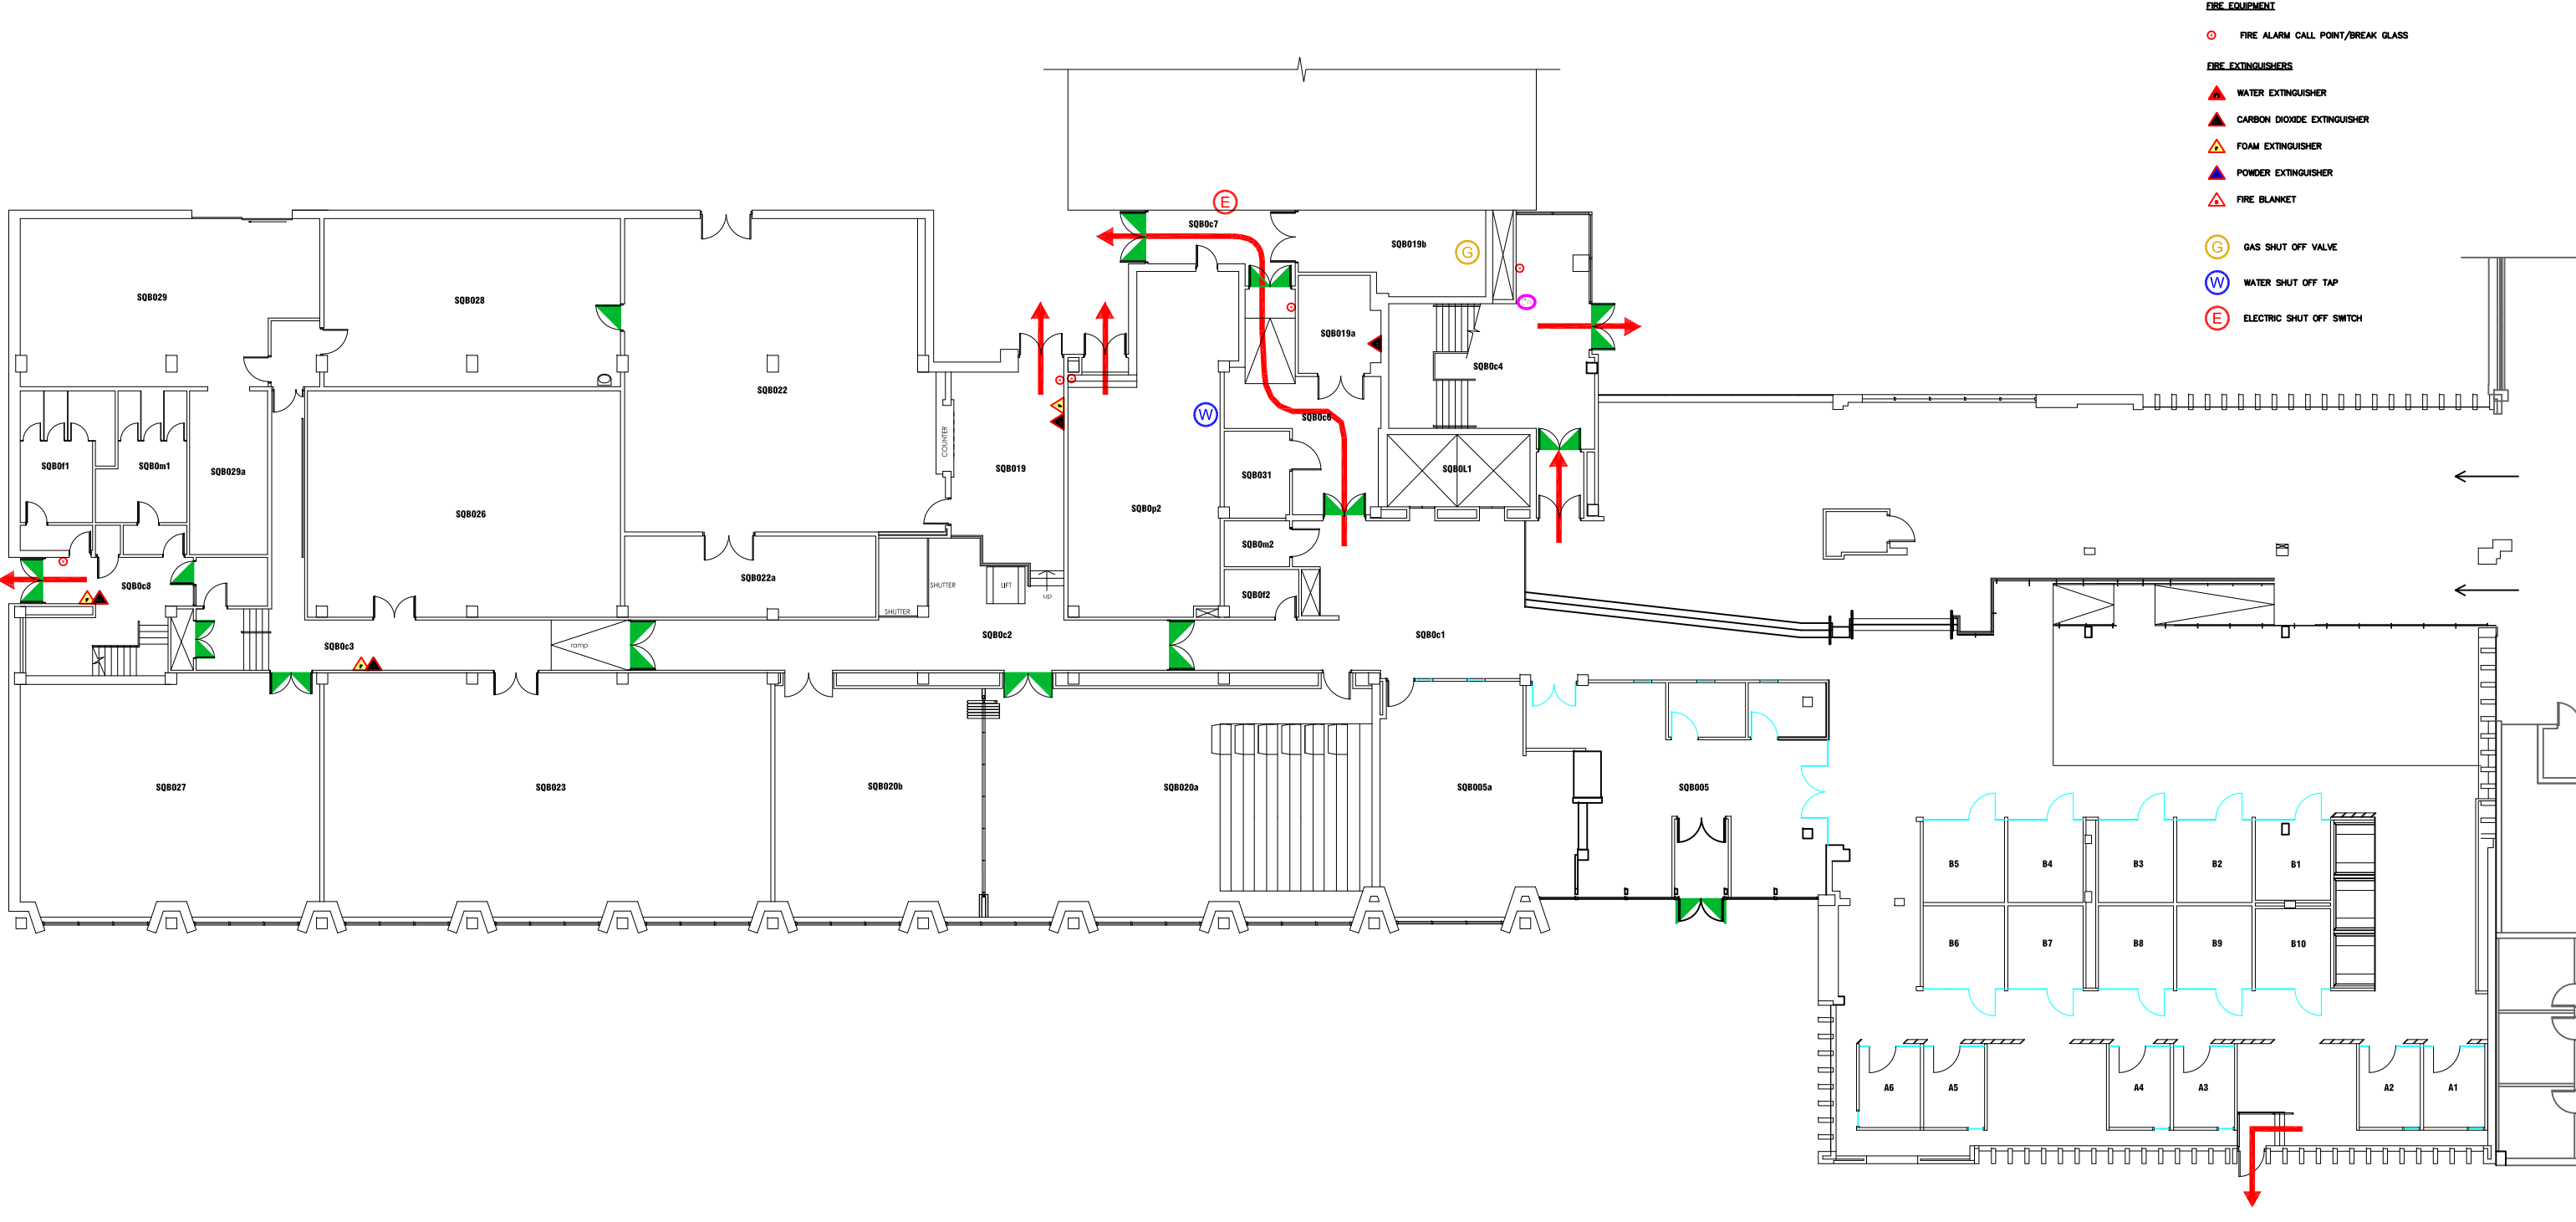 FIRE EQUIPMENT
FIRE ALARM CALL POINT/BREAK GLASS
FIRE EXTINGUISHERS
WATER EXTINGUISHER
CARBON DIOXIDE EXTINGUISHER
FOAM EXTINGUISHER
POWDER EXTINGUISHER
FIRE BLANKET
G GAS SHUT OFF VALVE
W WATER SHUT OFF TAP
E ELECTRIC SHUT OFF SWITCH
E
SQB0c7
SQB019b
G
SQB029
SQB028
SQB019a
SQB0c4
SQB022
W
SQB0c6
COUNTER
SQB0f1
SQB0m1
SQB029a
SQB019
SQB031
SQB0L1
SQB026
SQB0p2
SQB0m2
SQB022a
SQB0c8
SHUTTER
LIFT
up
SQB0f2
SHUTTER
SQB0c3
ramp
SQB0c2
SQB0c1
SQB027
SQB023
SQB020b
SQB020a
SQB005a
SQB005
B5
B4
B3
B2
B1
B6
B7
B8
B9
B10
A6
A5
A4
A3
A2
A1